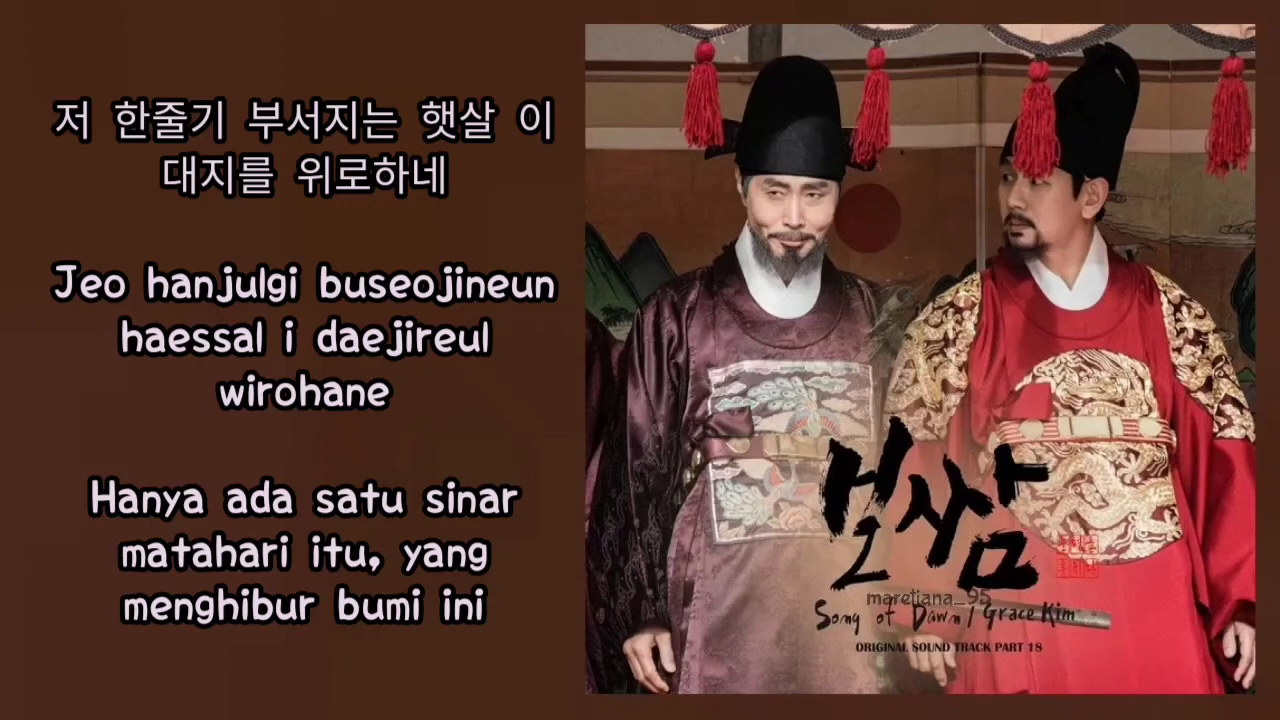 저 한줄기 부서지는 햇살 이
대지를 위로하네
Jeo hanjulgi buseojineun
haessal i daejireul
wirohane
Hanya ada satu sinar
matahari itu, yang
menghibur bumi ini
보쌈
maretiana_95
Song of Dawn / Grace Kim
ORIGINAL SOUND TRACK PART 18